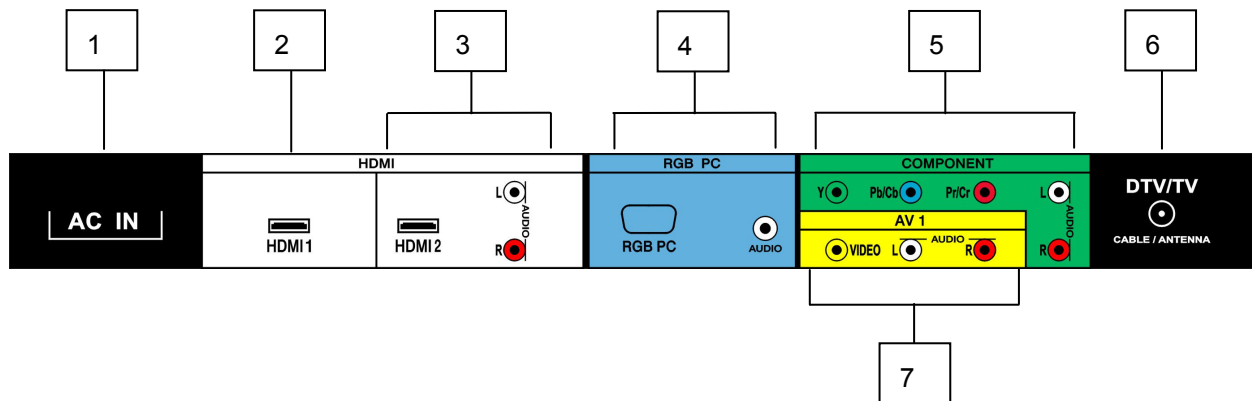 1 2 3 4 5 6
HDMI RGB PC COMPONENT
AC IN
HDMI 1
HDMI 2
L R AUDIO
RGB PC
AUDIO
Y Pb/Cb Pr/Cr
L R AUDIO
AV 1
VIDEO L AUDIO R
DTV/TV
CABLE / ANTENNA
7